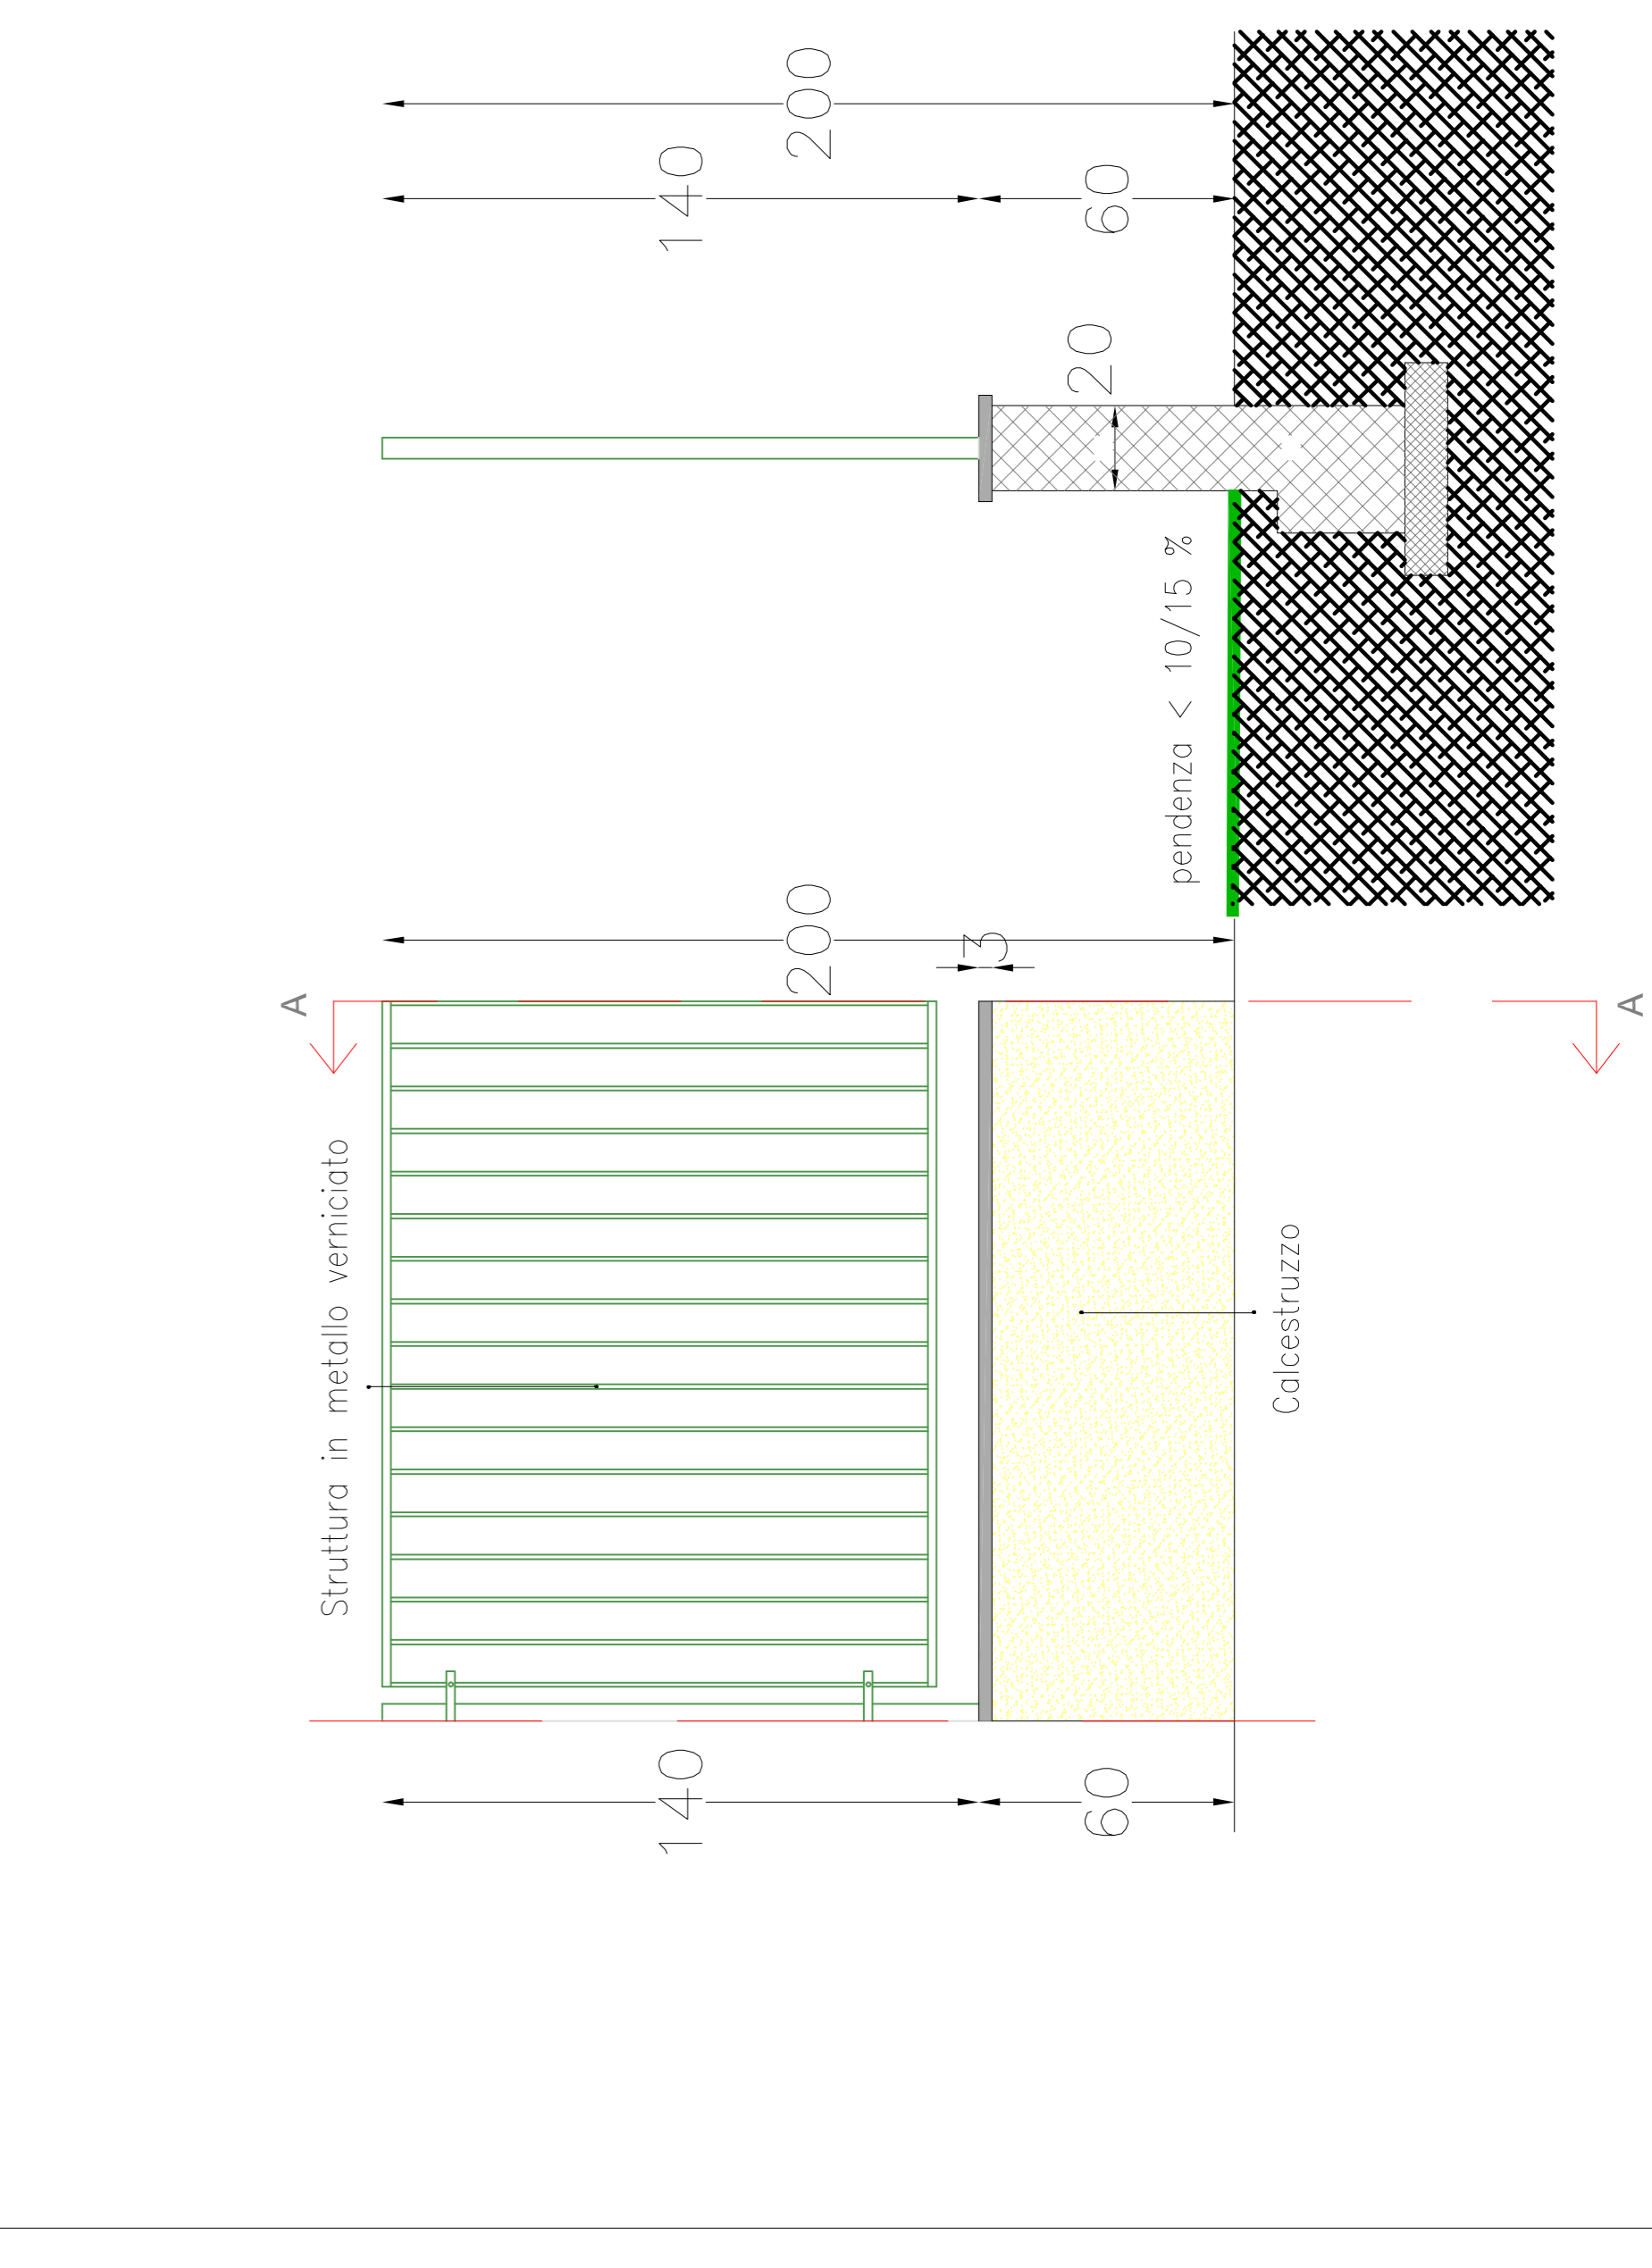 A
Struttura in metallo verniciato
140
140
200
200
3
20
60
60
pendenza < 10/15 %
Calcestruzzo
A